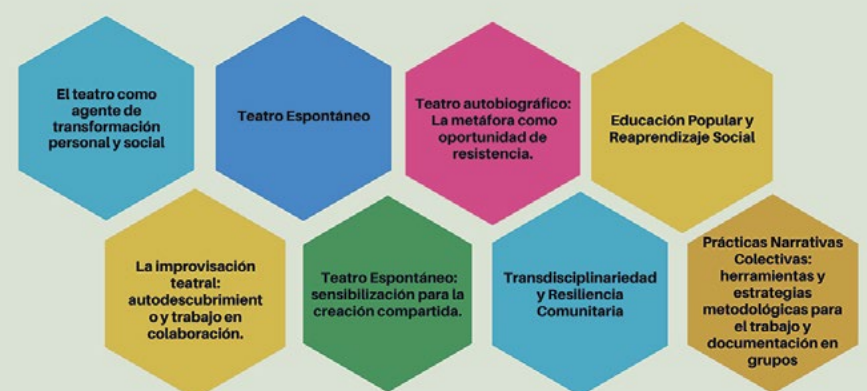 El teatro como
agente de
transformación
personal y social
Teatro Espontáneo
Teatro autobiográfico:
La metáfora como
oportunidad de
resistencia.
Educación Popular y
Reaprendizaje Social
La improvisación
teatral:
autodescubrimient
o y trabajo en
colaboración.
Teatro Espontáneo:
sensibilización para la
creación compartida.
Transdisciplinariedad
y Resiliencia
Comunitaria
Prácticas Narrativas
Colectivas:
herramientas y
estrategias
metodológicas para
el trabajo y
documentación en
grupos